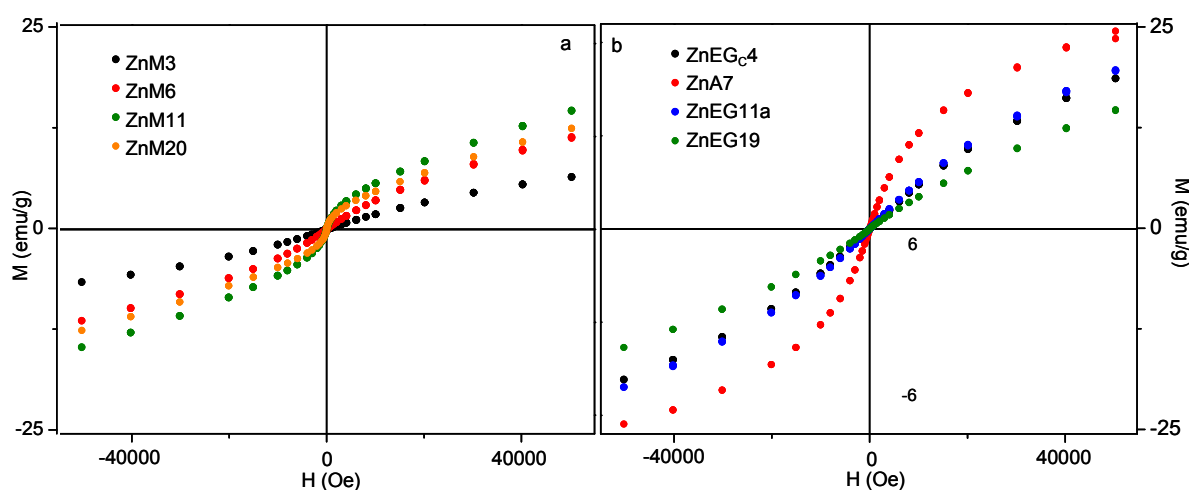 25
a
ZnM3
ZnM6
ZnM11
ZnM20
M (emu/g)
0
-25
-40000
0
40000
H (Oe)
b
25
ZnEGC4
ZnA7
ZnEG11a
ZnEG19
0
M (emu/g)
6
-6
-25
-40000
0
40000
H (Oe)